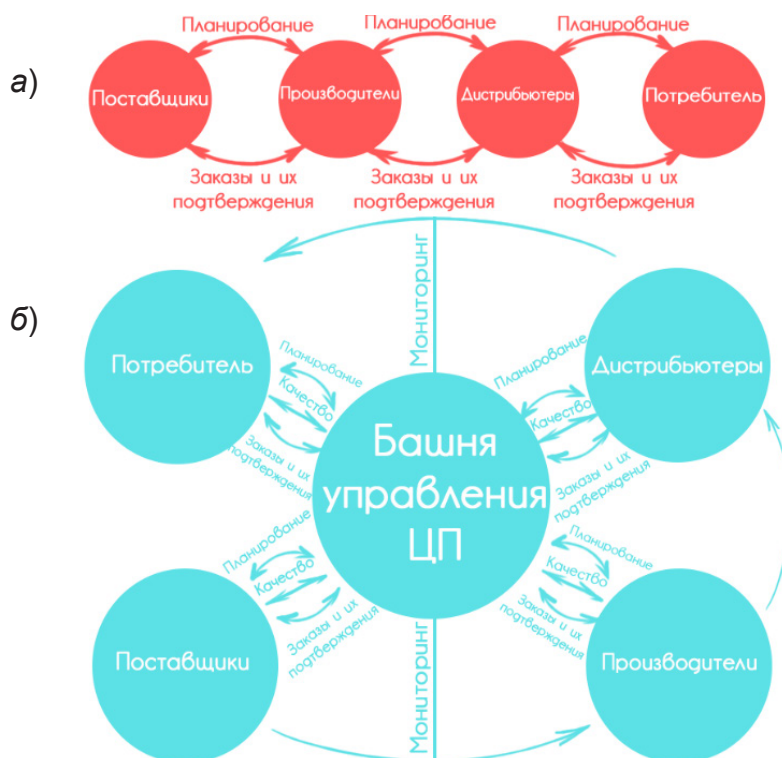 а)
Планирование
Планирование
Планирование
Поставщики
Производители
Дистрибьютеры
Потребитель
Заказы и их
подтверждения
Заказы и их
подтверждения
Заказы и их
подтверждения
б)
Мониторинг
Потребитель
Планирование
Качество
Заказы и их
подтверждения
Дистрибьютеры
Планирование
Качество
Заказы и их
подтверждения
Башня
управления
ЦП
Поставщики
Планирование
Качество
Заказы и их
подтверждения
Производители
Планирование
Качество
Заказы и их
подтверждения
Мониторинг